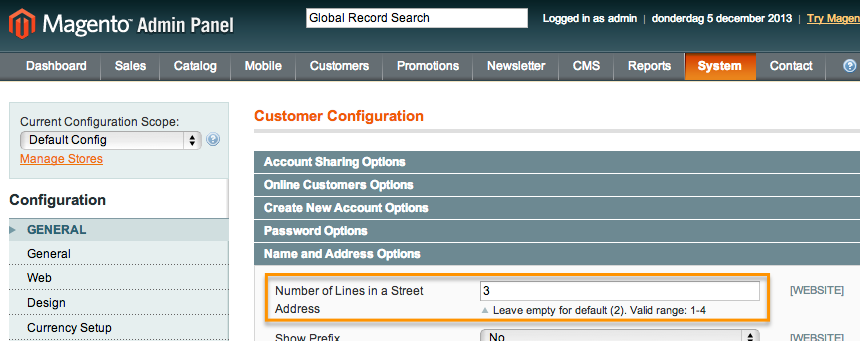 Magento™ Admin Panel
Global Record Search
Logged in as admin | donderdag 5 december 2013 | Try Magen
Dashboard Sales Catalog Mobile Customers Promotions Newsletter CMS Reports System Contact
Current Configuration Scope:
Default Config
Manage Stores
Configuration
GENERAL
General
Web
Design
Currency Setup
Customer Configuration
Account Sharing Options
Online Customers Options
Create New Account Options
Password Options
Name and Address Options
Number of Lines in a Street
Address
3
[WEBSITE]
Leave empty for default (2). Valid range: 1-4
Show Prefix
No
[WEBSITE]